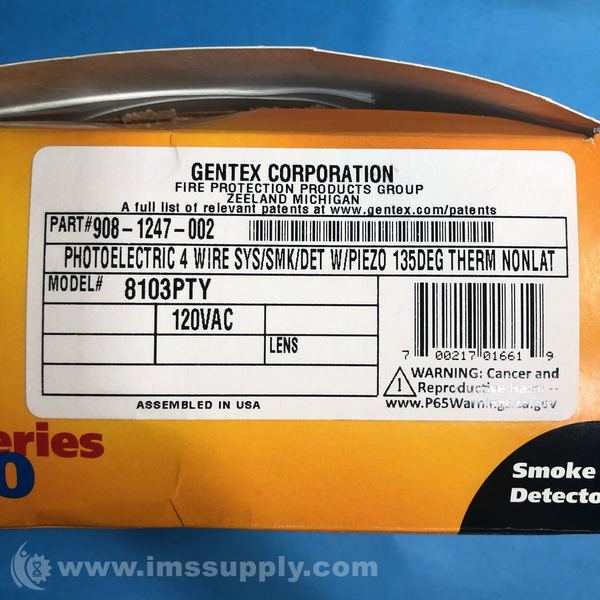 GENTEX CORPORATION
FIRE PROTECTION PRODUCTS GROUP
ZEELAND MICHIGAN
A full list of relevant patents at www.gentex.com/patents
PART# 908-1247-002
PHOTOELECTRIC 4 WIRE SYS/SMK/DET W/PIEZO 135DEG THERM NONLAT
MODEL# 8103PTY
120VAC
LENS
7 00217 01661 9
WARNING: Cancer and
Reproductive Harm
www.P65Warnings.ca.gov
ASSEMBLED IN USA
eries
0
Smoke
Detecto
www.imssupply.com